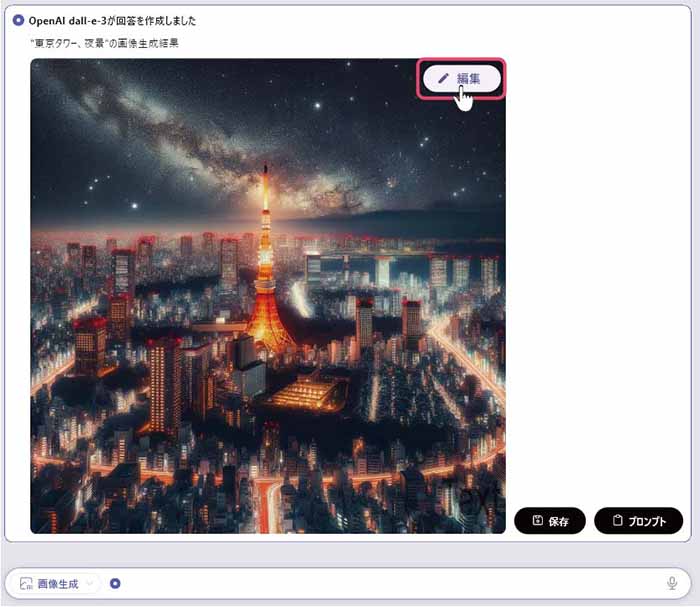 OpenAI dall-e-3が回答を作成しました
"東京タワー、夜景"の画像生成結果
編集
Text
保存
プロンプト
AI 画像生成